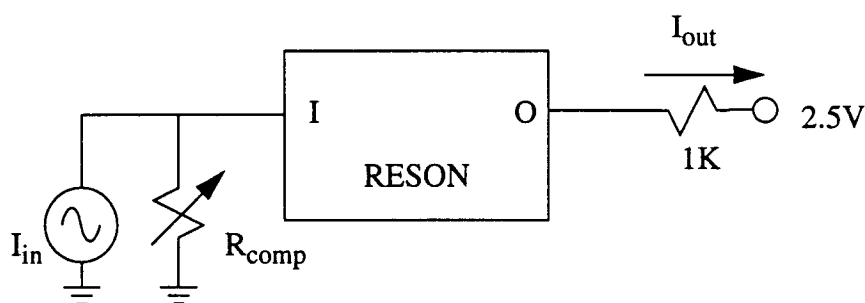 I_out
I
O
2.5V
1K
RESON
I_in
R_comp